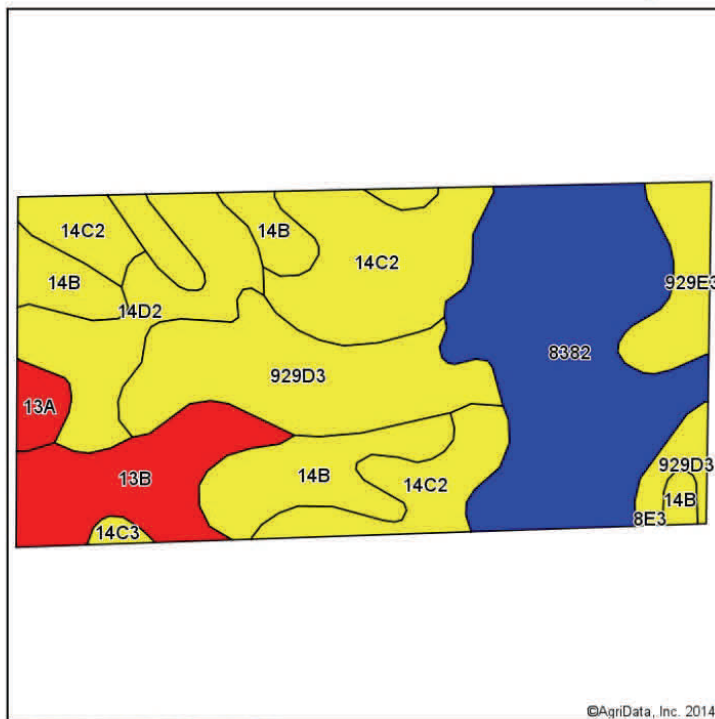 14C2
14B
14C2
929E3
14B
14D2
8382
929D3
13A
929D3
14B
13B
14C2
14B
8E3
14C3
©AgriData, Inc. 2014